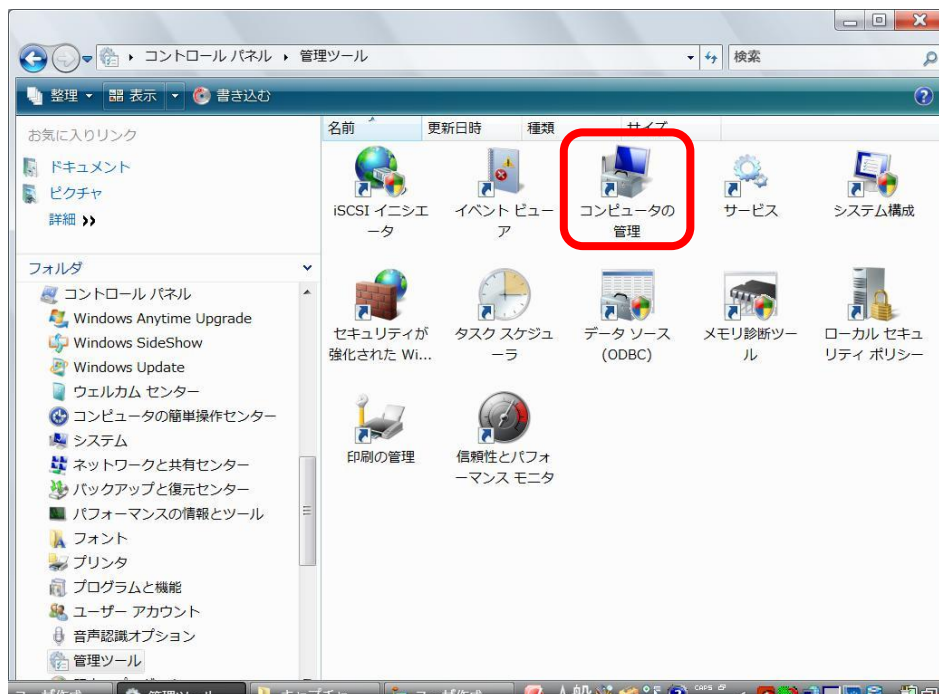 コントロール パネル ▸ 管理ツール
検索
整理 表示 書き込む
お気に入りリンク
ドキュメント
ピクチャ
詳細 ››
フォルダ
コントロール パネル
Windows Anytime Upgrade
Windows SideShow
Windows Update
ウェルカム センター
コンピュータの簡単操作センター
システム
ネットワークと共有センター
バックアップと復元センター
パフォーマンスの情報とツール
フォント
プリンタ
プログラムと機能
ユーザー アカウント
音声認識オプション
管理ツール
名前 更新日時 種類 サイズ
iSCSI イニシエ
ータ
イベント ビュー
ア
コンピュータの
管理
サービス
システム構成
セキュリティが
強化された Wi...
タスク スケジュ
ーラ
データ ソース
(ODBC)
メモリ診断ツー
ル
ローカル セキュ
リティ ポリシー
印刷の管理
信頼性とパフォ
ーマンス モニタ
CAPS